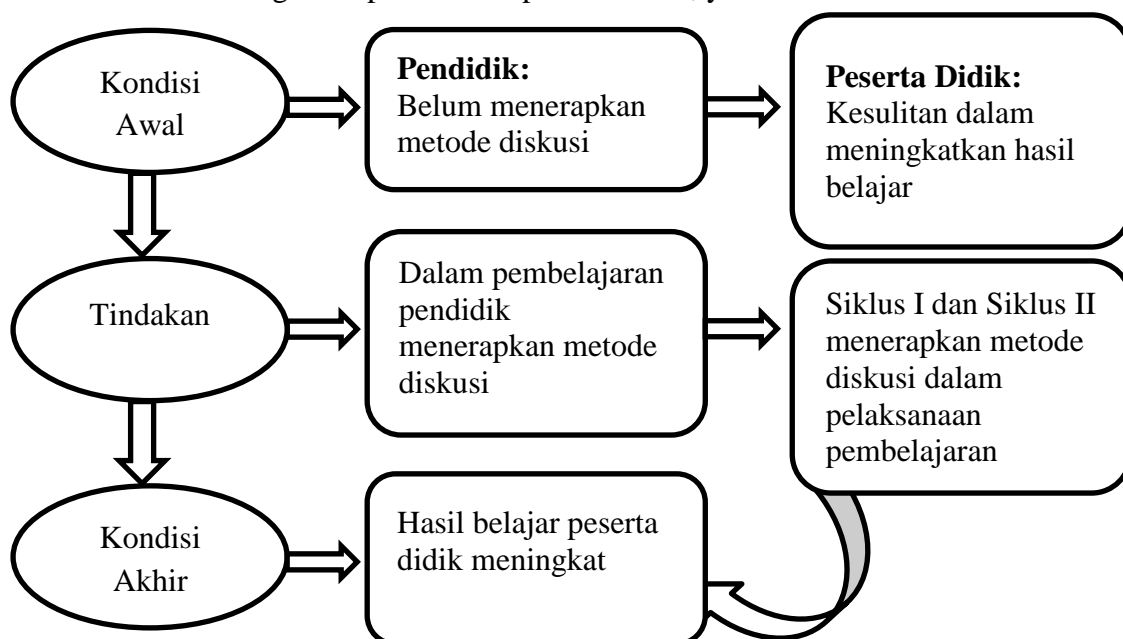 Kondisi
Awal
Pendidik:
Belum menerapkan
metode diskusi
Peserta Didik:
Kesulitan dalam
meningkatkan hasil
belajar
Tindakan
Dalam pembelajaran
pendidik
menerapkan metode
diskusi
Siklus I dan Siklus II
menerapkan metode
diskusi dalam
pelaksanaan
pembelajaran
Kondisi
Akhir
Hasil belajar peserta
didik meningkat